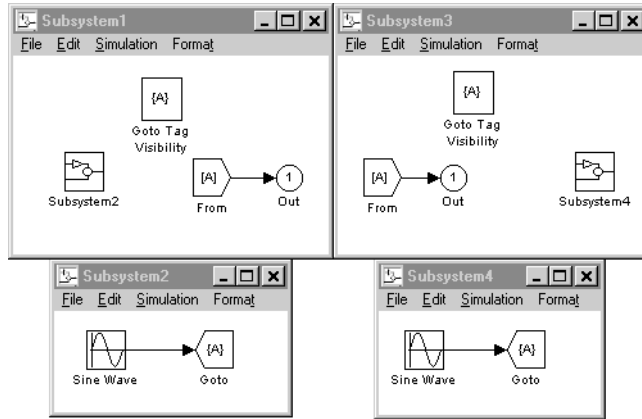 Subsystem1
File Edit Simulation Format
{A}
Goto Tag
Visibility
Subsystem2
[A]
From
1
Out
Subsystem3
File Edit Simulation Format
{A}
Goto Tag
Visibility
[A]
From
1
Out
Subsystem4
Subsystem2
File Edit Simulation Format
Sine Wave
{A}
Goto
Subsystem4
File Edit Simulation Format
Sine Wave
{A}
Goto